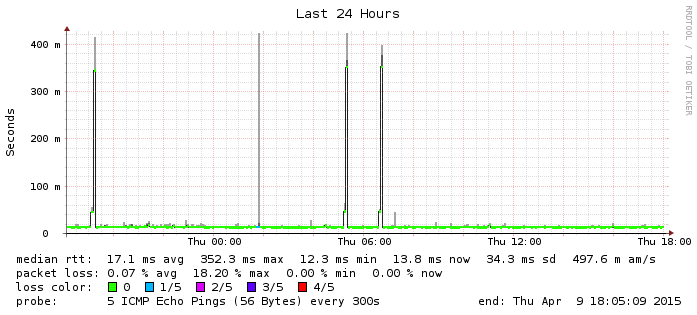 Last 24 Hours
RRDTOOL / TOBI OETIKER
Seconds
400 m
300 m
200 m
100 m
0
Thu 00:00 Thu 06:00 Thu 12:00 Thu 18:00
median rtt: 17.1 ms avg 352.3 ms max 12.3 ms min 13.8 ms now 34.3 ms sd 497.6 m am/s
packet loss: 0.07 % avg 18.20 % max 0.00 % min 0.00 % now
loss color: 0 1/5 2/5 3/5 4/5
probe: 5 ICMP Echo Pings (56 Bytes) every 300s end: Thu Apr 9 18:05:09 2015